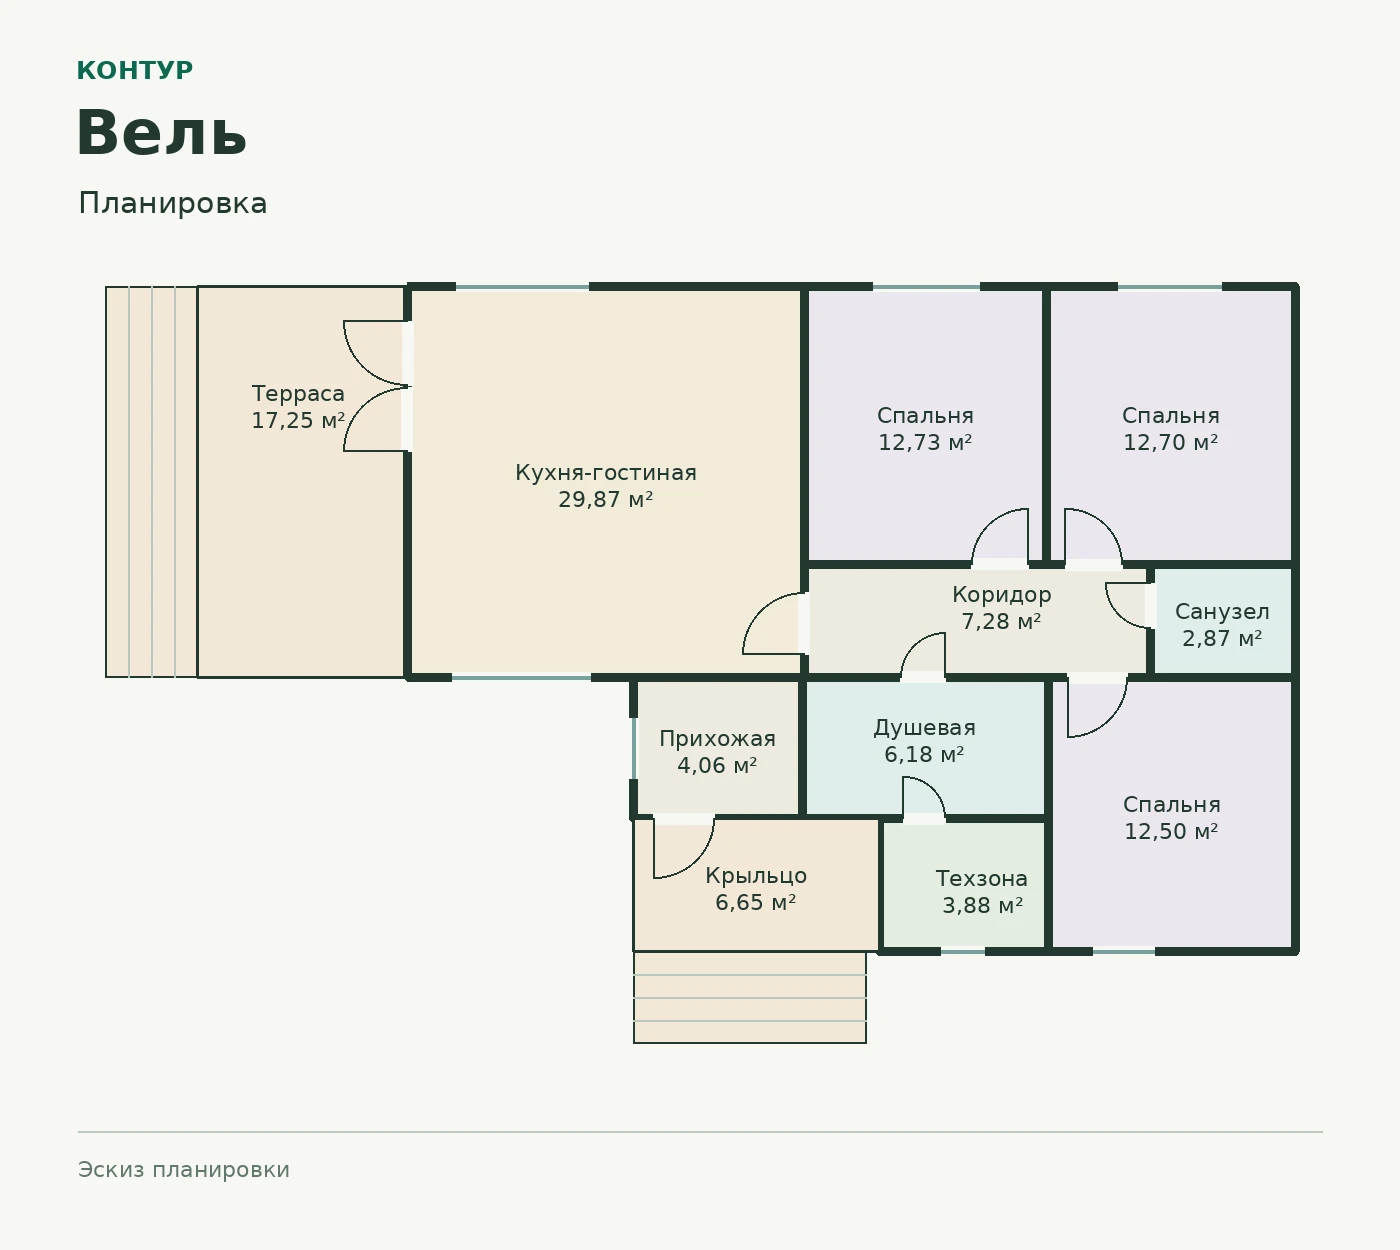 КОНТУР
Вель
Планировка
Терраса
17,25 м²
Кухня-гостиная
29,87 м²
Спальня
12,73 м²
Спальня
12,70 м²
Коридор
7,28 м²
Санузел
2,87 м²
Прихожая
4,06 м²
Душевая
6,18 м²
Спальня
12,50 м²
Крыльцо
6,65 м²
Техзона
3,88 м²
Эскиз планировки